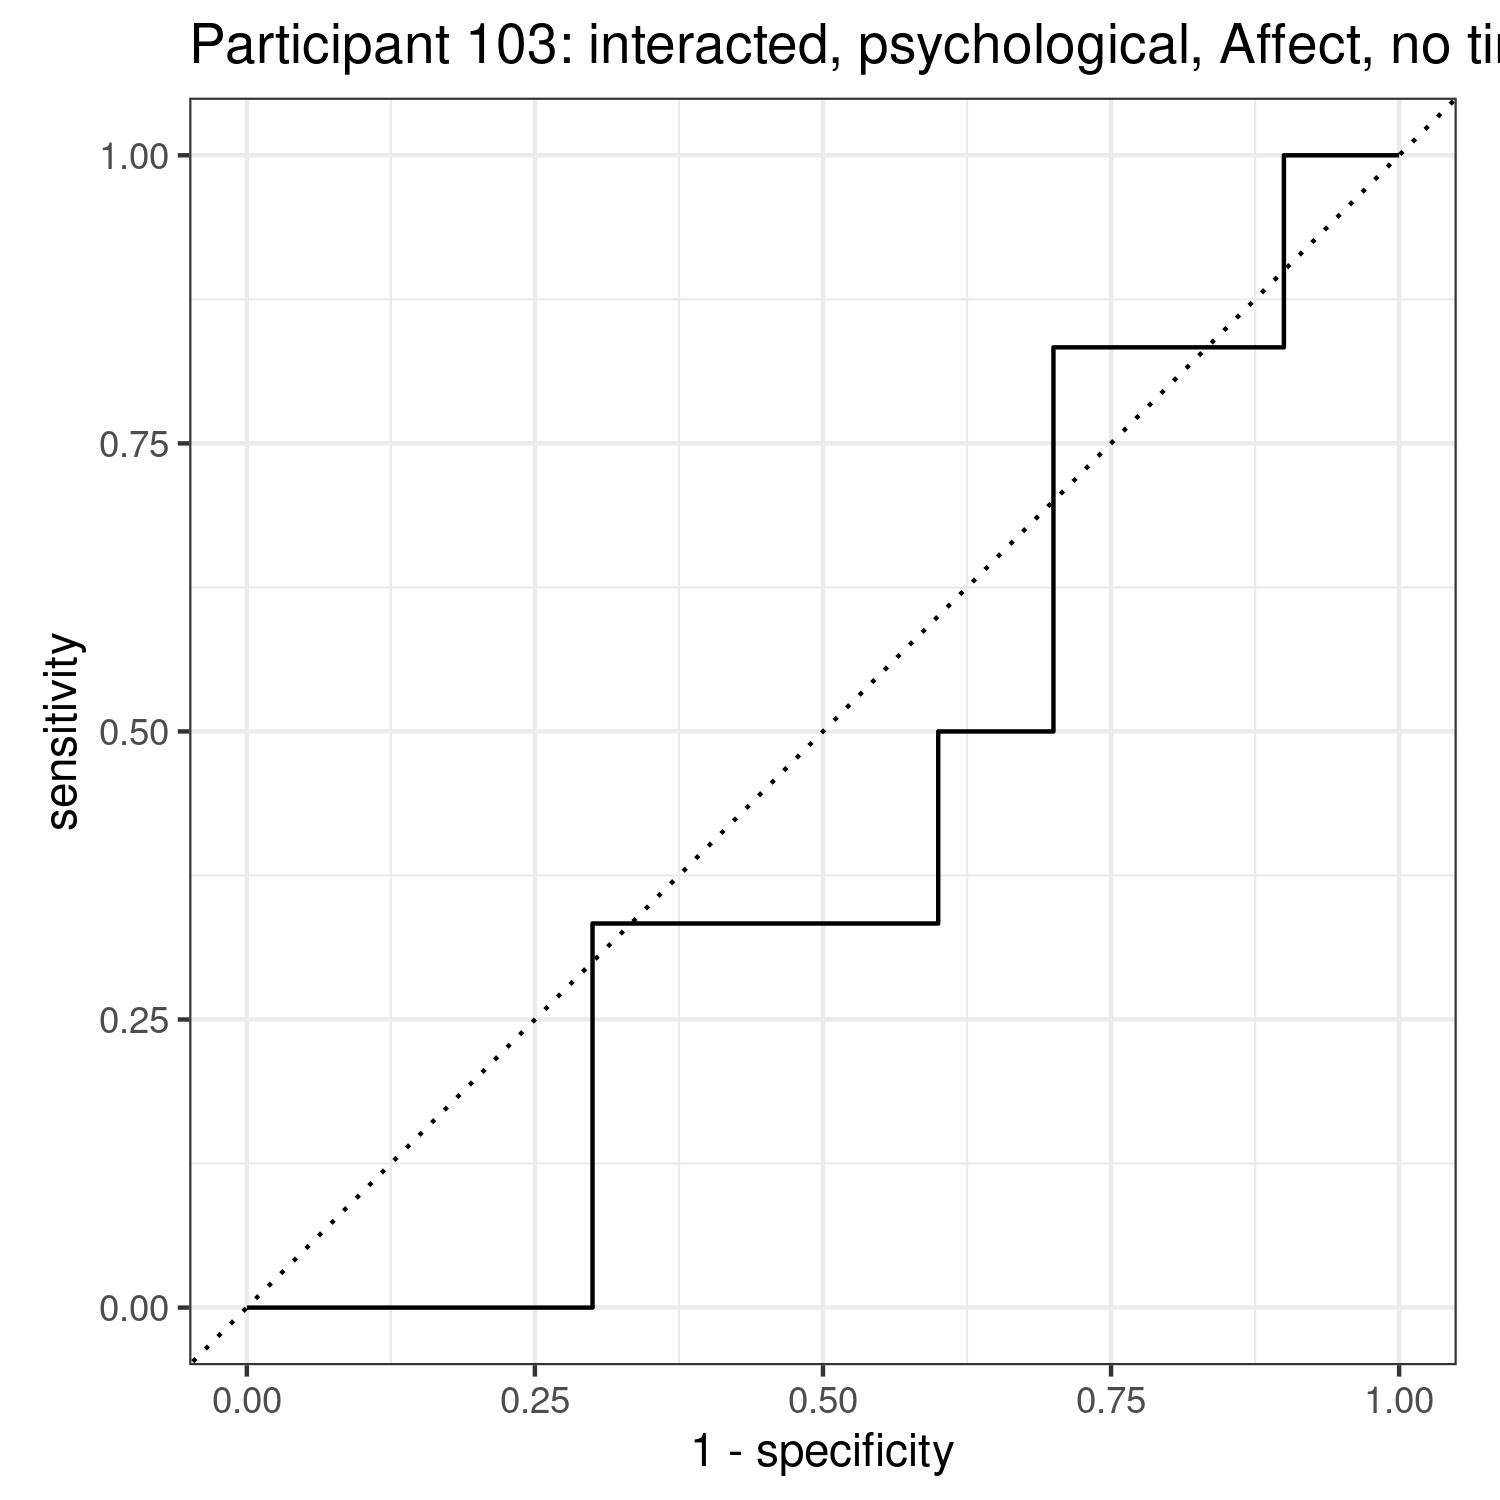 Participant 103: interacted, psychological, Affect, no
1.00
0.75
0.50
0.25
0.00
sensitivity
0.00 0.25 0.50 0.75 1.00
1 - specificity